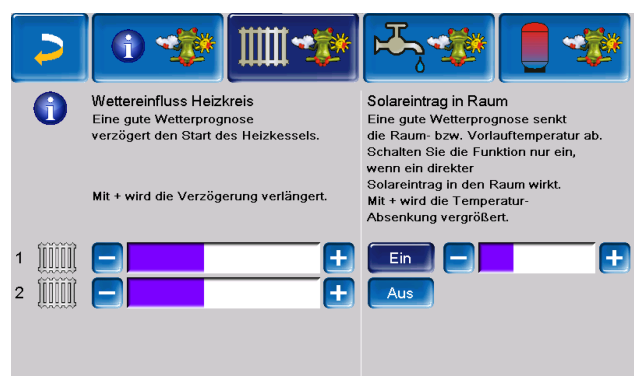 Wettereinfluss Heizkreis
Eine gute Wetterprognose
verzögert den Start des Heizkessels.
Mit + wird die Verzögerung verlängert.
Solareintrag in Raum
Eine gute Wetterprognose senkt
die Raum- bzw. Vorlauftemperatur ab.
Schalten Sie die Funktion nur ein,
wenn ein direkter
Solareintrag in den Raum wirkt.
Mit + wird die Temperatur-
Absenkung vergrößert.
1 − + Ein − +
2 − + Aus